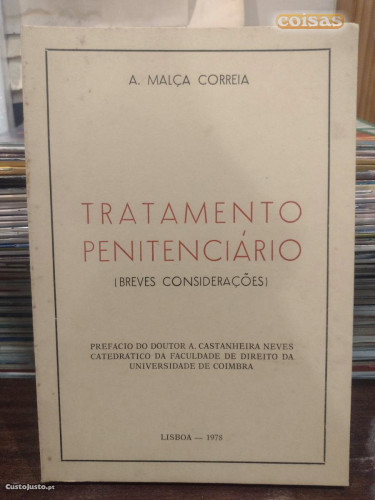 coisas
A. MALÇA CORREIA
TRATAMENTO
PENITENCIÁRIO
(BREVES CONSIDERAÇÕES)
PREFÁCIO DO DOUTOR A. CASTANHEIRA NEVES
CATEDRÁTICO DA FACULDADE DE DIREITO DA
UNIVERSIDADE DE COIMBRA
LISBOA — 1978
CustoJusto.pt